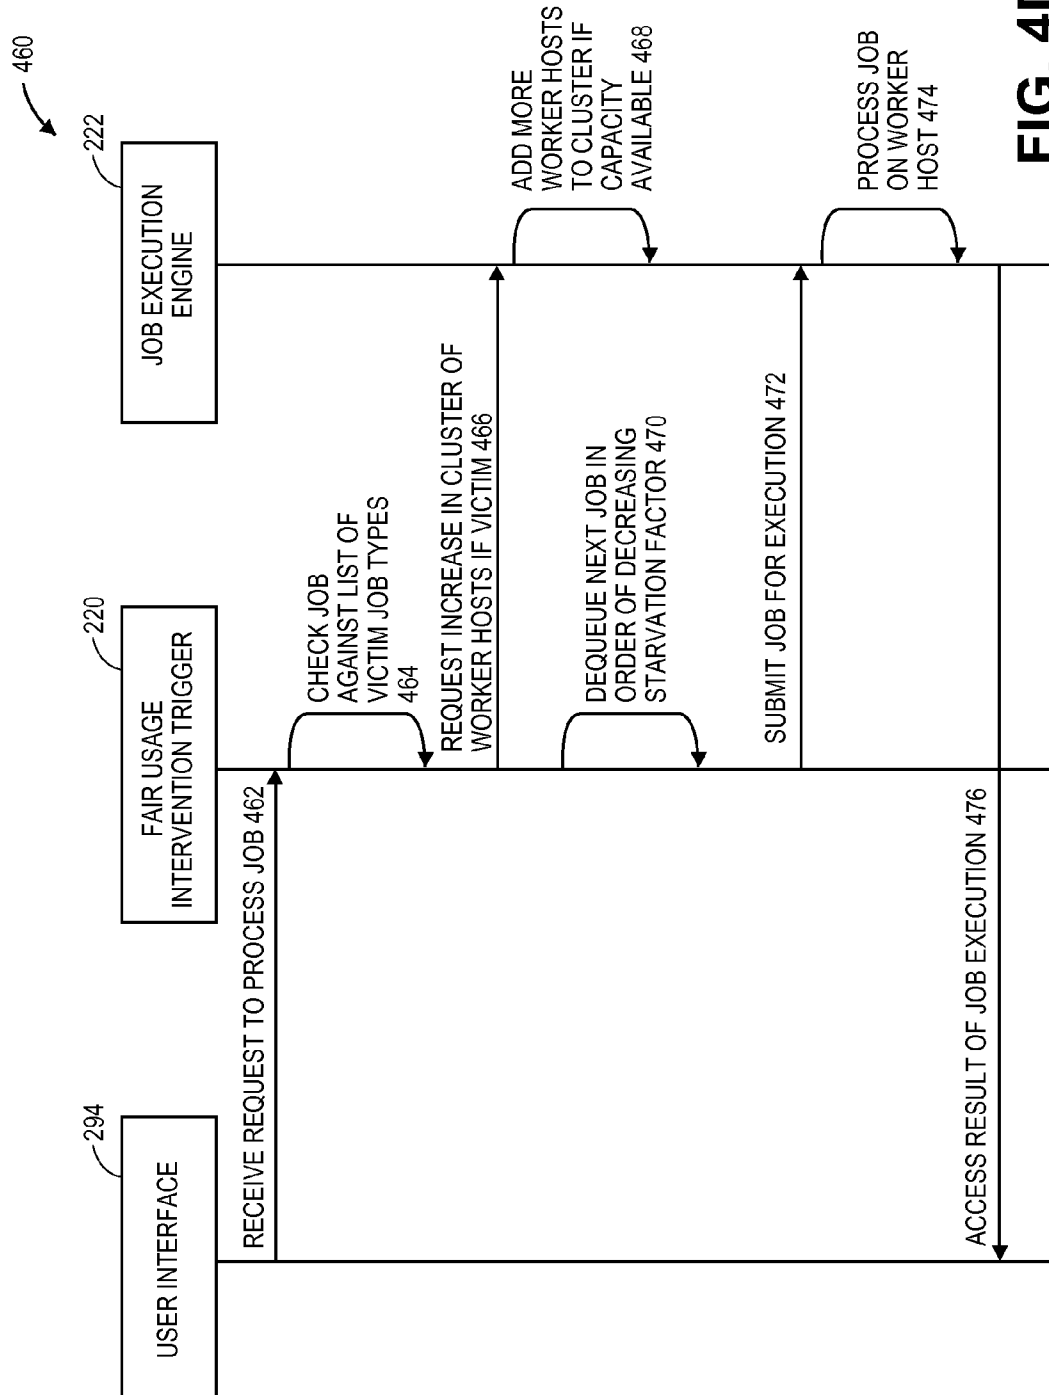 460
294
220
222
USER INTERFACE
FAIR USAGE
INTERVENTION TRIGGER
JOB EXECUTION
ENGINE
RECEIVE REQUEST TO PROCESS JOB 462
CHECK JOB
AGAINST LIST OF
VICTIM JOB TYPES
464
REQUEST INCREASE IN CLUSTER OF
WORKER HOSTS IF VICTIM 466
ADD MORE
WORKER HOSTS
TO CLUSTER IF
CAPACITY
AVAILABLE 468
DEQUEUE NEXT JOB IN
ORDER OF DECREASING
STARVATION FACTOR 470
SUBMIT JOB FOR EXECUTION 472
PROCESS JOB
ON WORKER
HOST 474
ACCESS RESULT OF JOB EXECUTION 476
FIG.